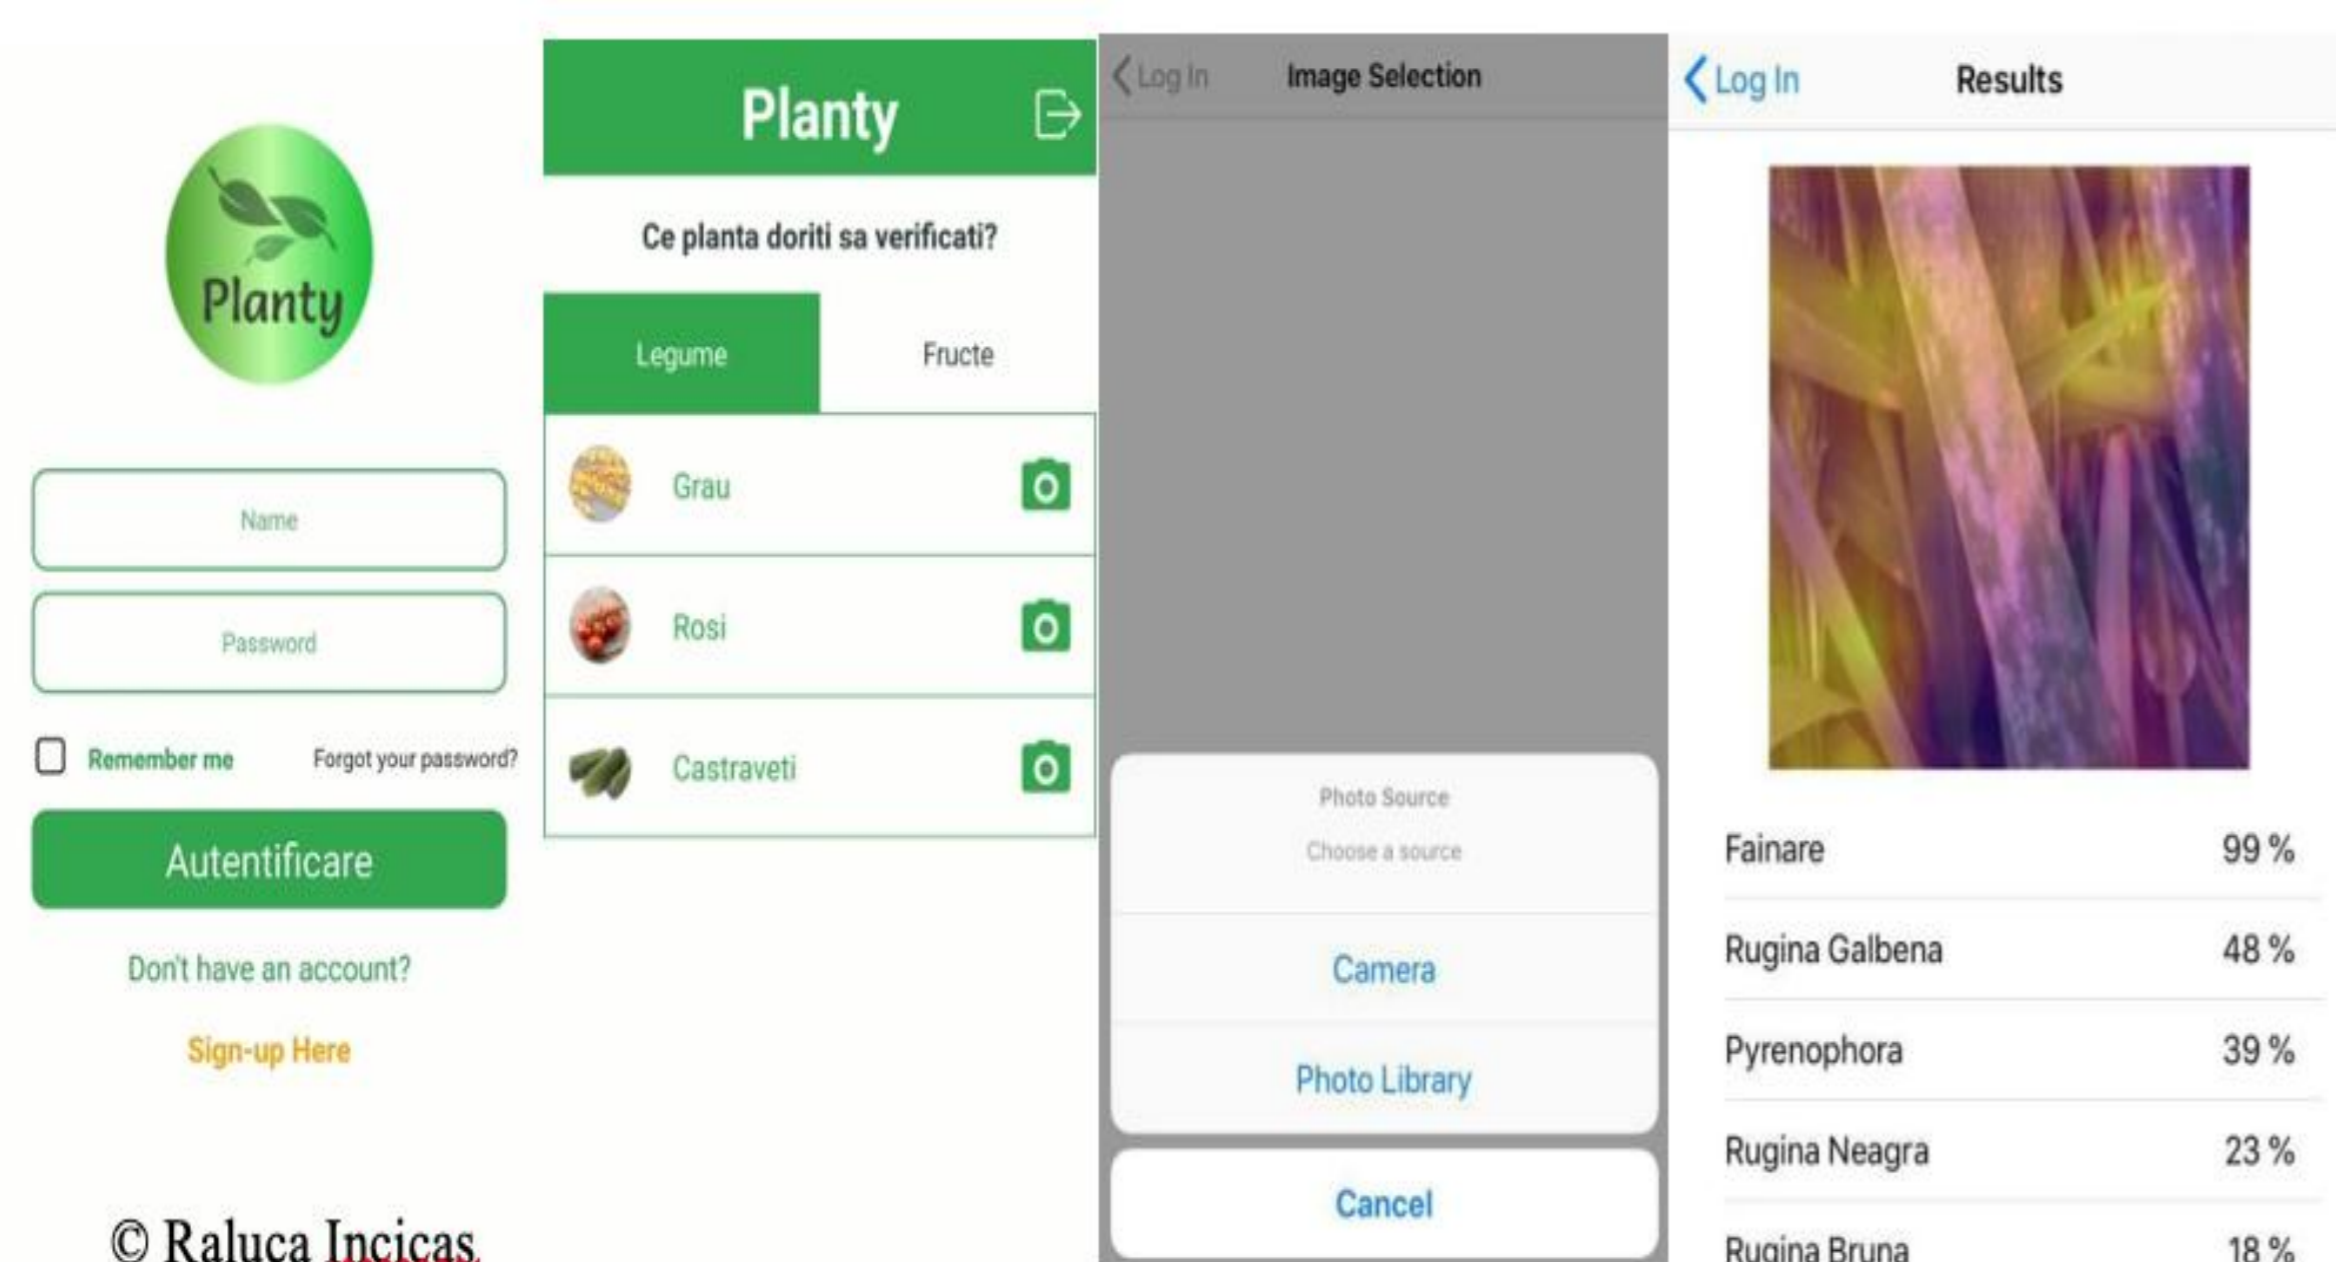 Planty
Name
Password
Remember me
Forgot your password?
Autentificare
Don't have an account?
Sign-up Here
© Raluca Incicas
Planty
Ce planta doriti sa verificati?
Legume
Fructe
Grau
Rosi
Castraveti
Log In
Image Selection
Photo Source
Choose a source
Camera
Photo Library
Cancel
Log In
Results
Fainare 99 %
Rugina Galbena 48 %
Pyrenophora 39 %
Rugina Neagra 23 %
Rugina Bruna 18 %